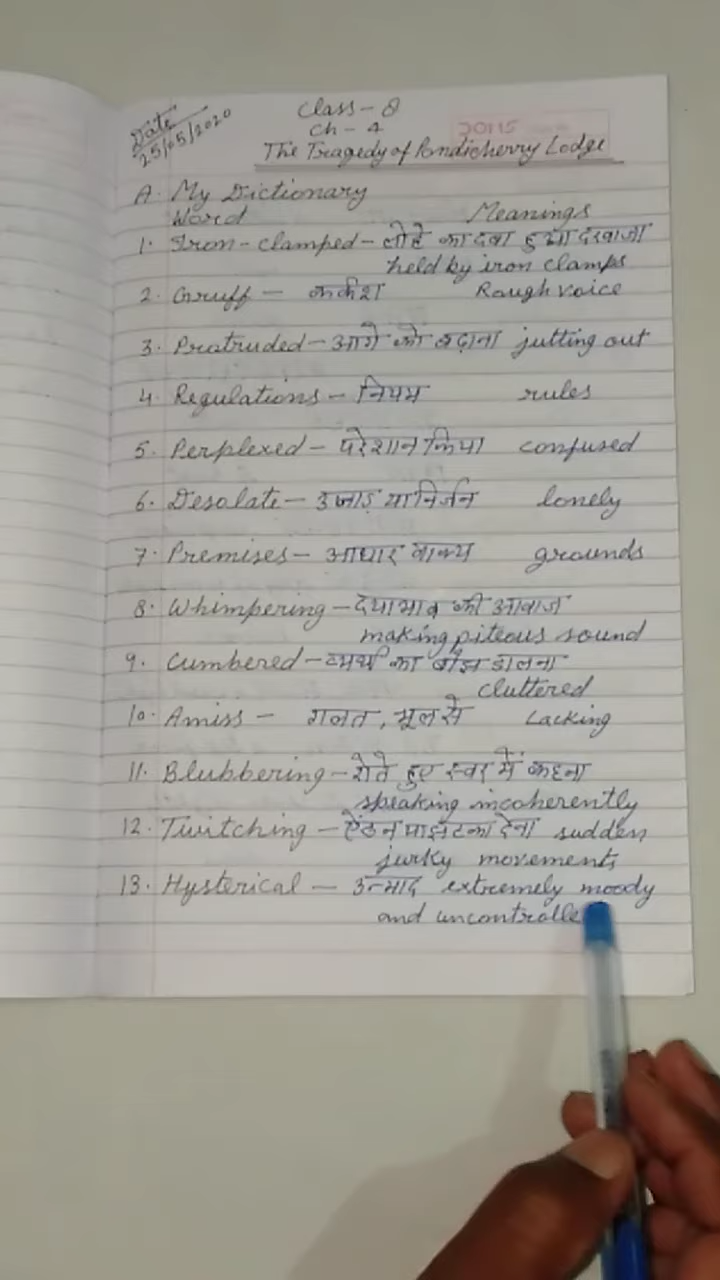 Date
25/05/2020
Class - 8
Ch - 4
The Tragedy of Pondicherry Lodge
A. My Dictionary
Word Meanings
1. Iron-clamped - लोहे का दबा हुआ दरवाजा
held by iron clamps
2. Gruff - कर्कश Rough voice
3. Protruded - आगे को बढ़ाना jutting out
4. Regulations - नियम rules
5. Perplexed - परेशान किया confused
6. Desolate - उजाड़ या निर्जन lonely
7. Premises - आधार वाक्य grounds
8. Whimpering - दयाभाव की आवाज
making piteous sound
9. Cumbered - व्यर्थ का बोझ डालना
cluttered
10. Amiss - गलत, भूल से Lacking
11. Blubbering - रोते हुए स्वर में कहना
speaking incoherently
12. Twitching - ऐंठन या झटका देना sudden
jurky movements
13. Hysterical - उन्माद extremely moody
and uncontrolle